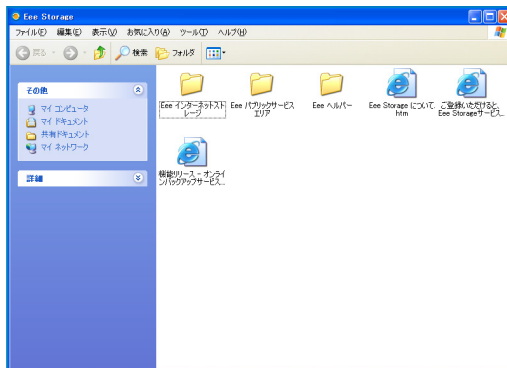 Eee Storage
ファイル(F) 編集(E) 表示(V) お気に入り(A) ツール(T) ヘルプ(H)
戻る 検索 フォルダ
その他
マイ コンピュータ
マイ ドキュメント
共有ドキュメント
マイ ネットワーク
詳細
Eee インターネットスト
レージ
Eee パブリックサービス
エリア
Eee ヘルパー
Eee Storage について.
htm
ご登録いただけると、
Eee Storageサービス...
機能リリース - オンライ
ンバックアップサービス...